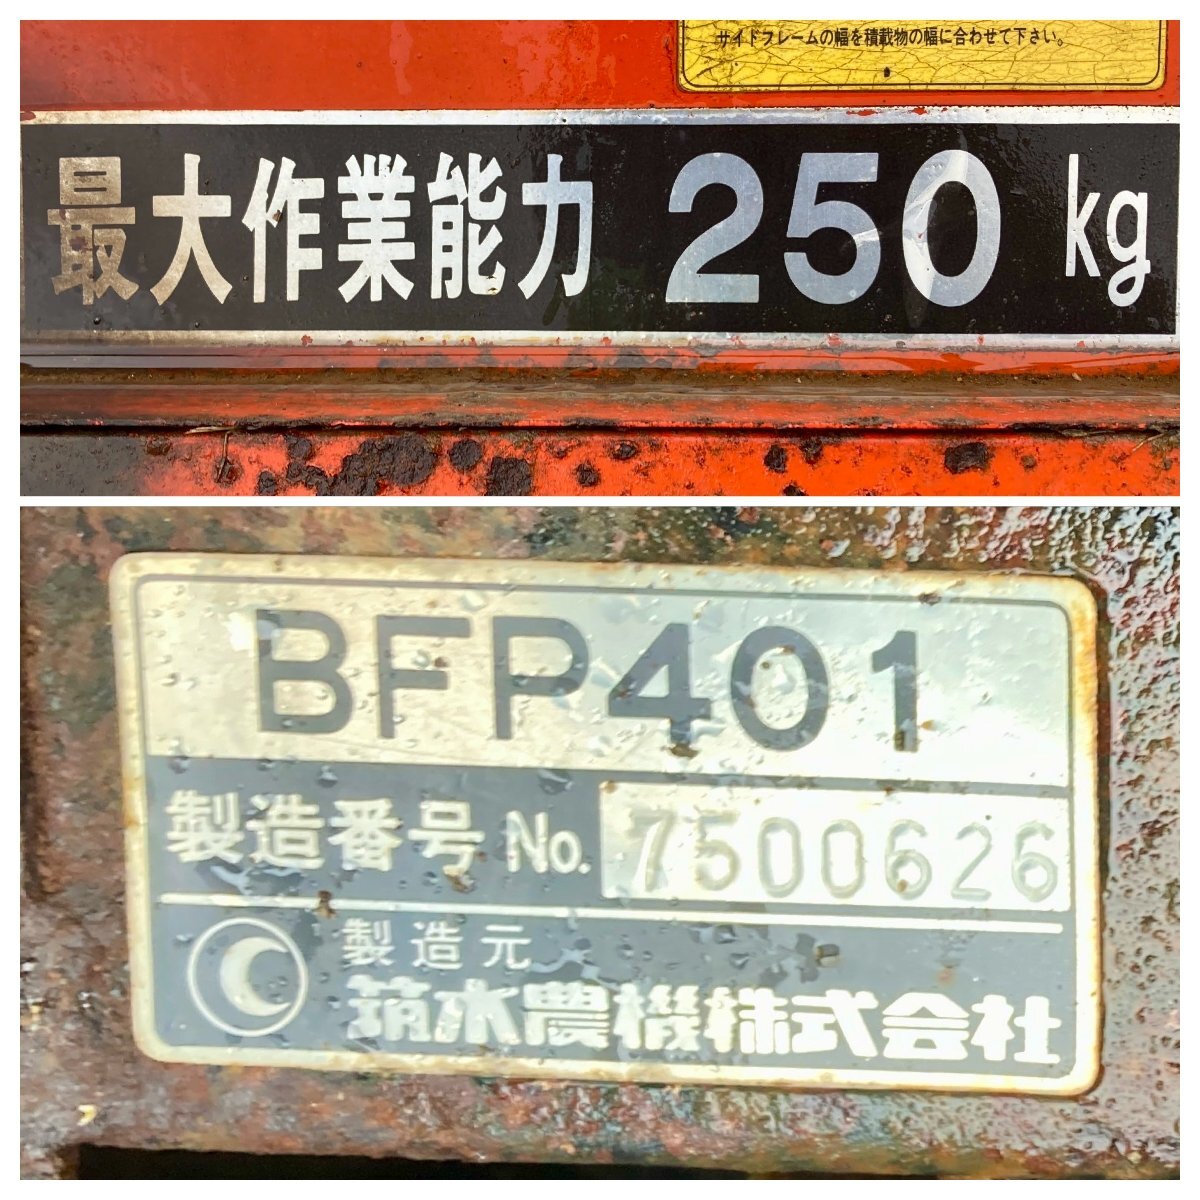 サイドフレームの幅を積載物の幅に合わせて下さい。
最大作業能力 250 kg
BFP401
製造番号 No. 7500626
製造元
筑水農機株式会社